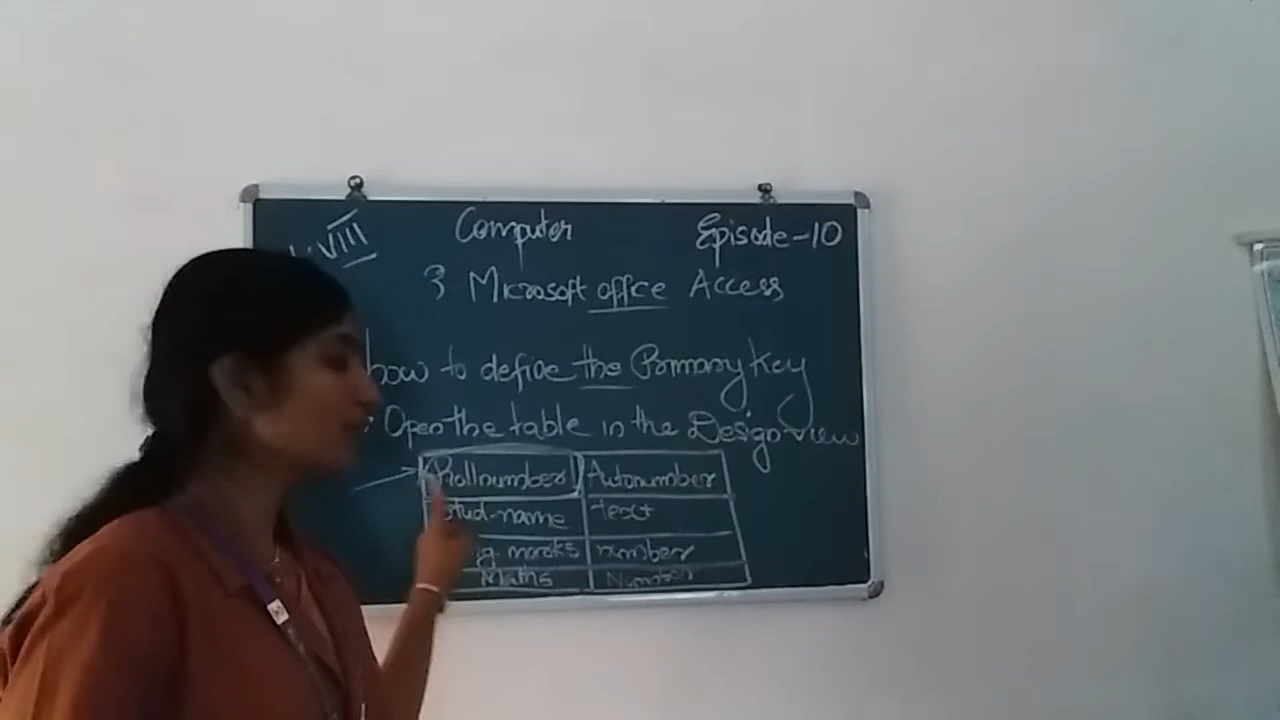 VIII Computer Episode-10
3 Microsoft office Access
how to define the Primary Key
Open the table in the Design view
Rollnumber Autonumber
Stud-name text
g. marks number
Maths Number